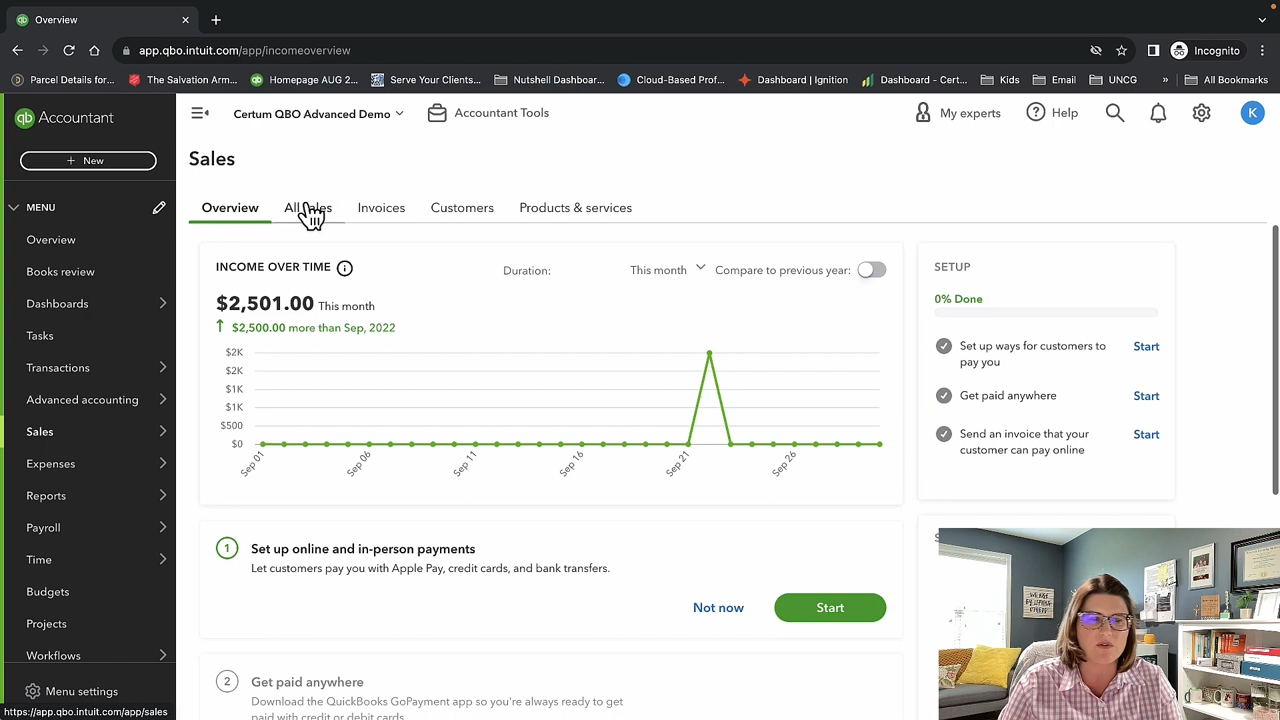 Overview
app.qbo.intuit.com/app/incomeoverview
Incognito
Parcel Details for...
The Salvation Arm...
Homepage AUG 2...
Serve Your Clients...
Nutshell Dashboar...
Cloud-Based Prof...
Dashboard | Ignition
Dashboard - Cert...
Kids
Email
UNCG
»
All Bookmarks
qb Accountant
+ New
MENU
Overview
Books review
Dashboards
Tasks
Transactions
Advanced accounting
Sales
Expenses
Reports
Payroll
Time
Budgets
Projects
Workflows
Menu settings
https://app.qbo.intuit.com/app/sales
Certum QBO Advanced Demo
Accountant Tools
My experts
Help
K
Sales
Overview
All Sales
Invoices
Customers
Products & services
INCOME OVER TIME
Duration:
This month
Compare to previous year:
$2,501.00 This month
$2,500.00 more than Sep, 2022
$2K
$2K
$1K
$1K
$500
$0
Sep 01
Sep 06
Sep 11
Sep 16
Sep 21
Sep 26
1
Set up online and in-person payments
Let customers pay you with Apple Pay, credit cards, and bank transfers.
Not now
Start
2
Get paid anywhere
Download the QuickBooks GoPayment app so you're always ready to get
paid with credit or debit cards
SETUP
0% Done
Set up ways for customers to
pay you
Start
Get paid anywhere
Start
Send an invoice that your
customer can pay online
Start